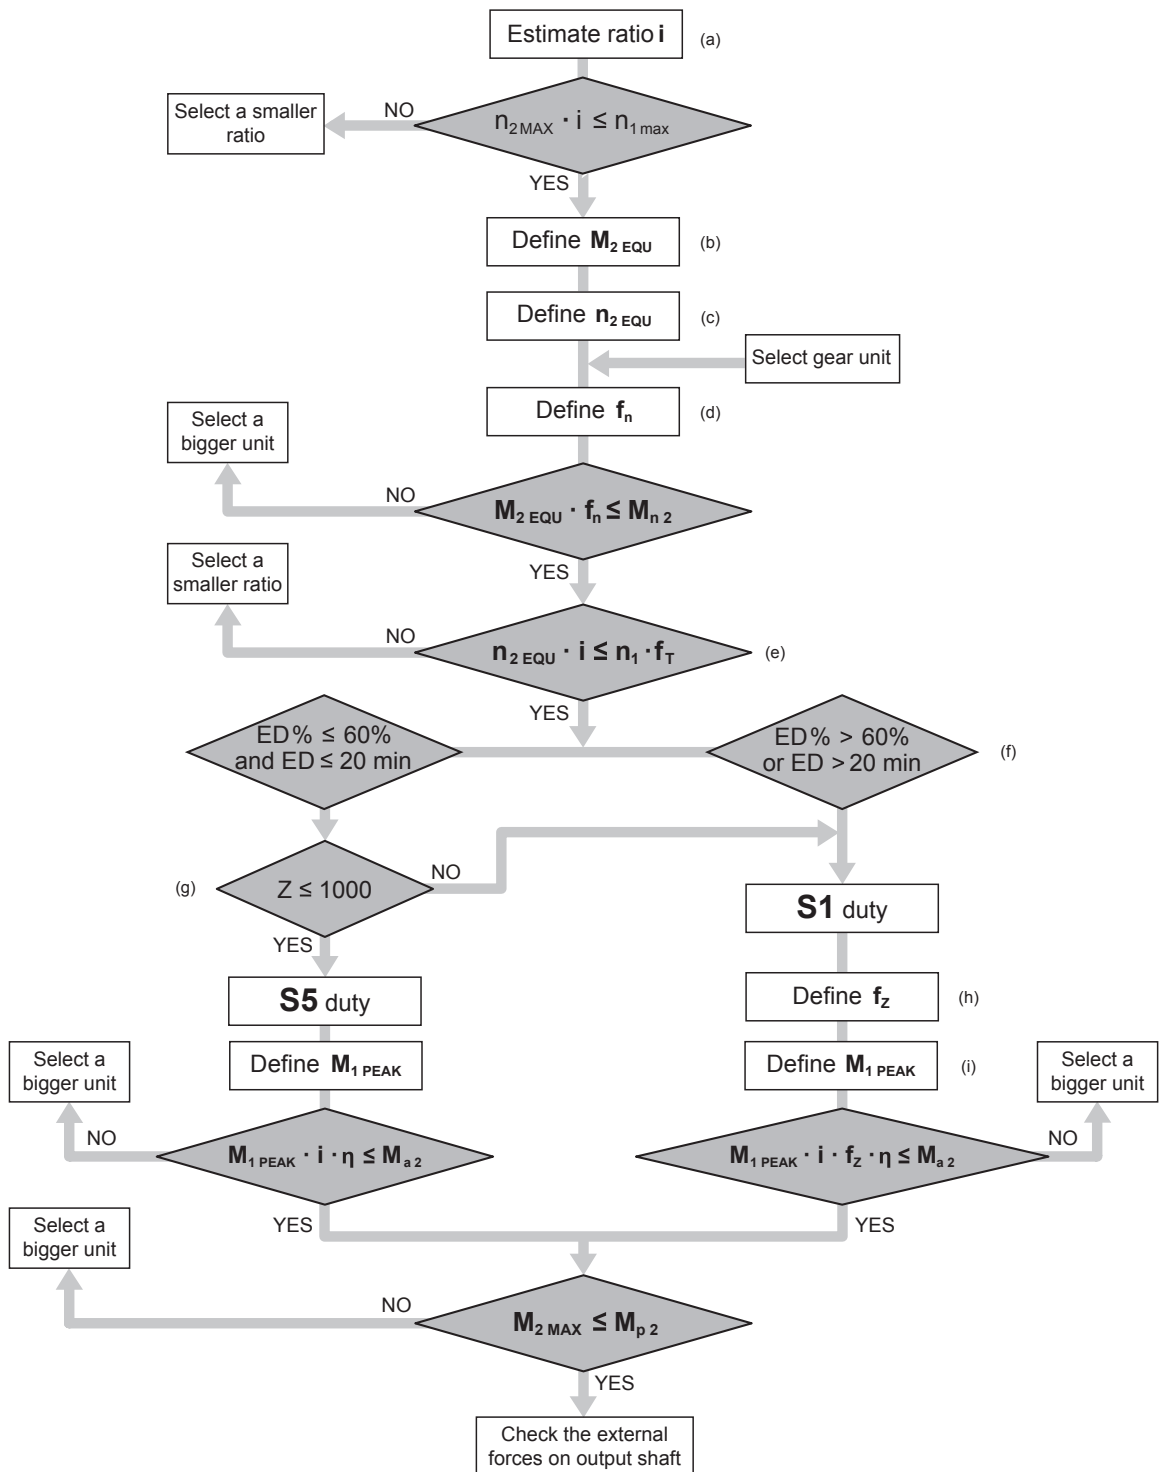 Estimate ratio i
(a)
Select a smaller
ratio
NO
n2 MAX · i ≤ n1 max
YES
Define M2 EQU
(b)
Define n2 EQU
(c)
Select gear unit
Define fn
(d)
Select a
bigger unit
NO
M2 EQU · fn ≤ Mn 2
YES
Select a
smaller ratio
NO
n2 EQU · i ≤ n1 · fT
(e)
YES
ED% ≤ 60%
and ED ≤ 20 min
ED% > 60%
or ED > 20 min
(f)
(g)
Z ≤ 1000
NO
YES
S1 duty
S5 duty
Define fZ
(h)
Select a
bigger unit
Define M1 PEAK
Define M1 PEAK
(i)
Select a
bigger unit
NO
M1 PEAK · i · η ≤ Ma 2
M1 PEAK · i · fZ · η ≤ Ma 2
NO
YES
YES
Select a
bigger unit
NO
M2 MAX ≤ Mp 2
YES
Check the external
forces on output shaft